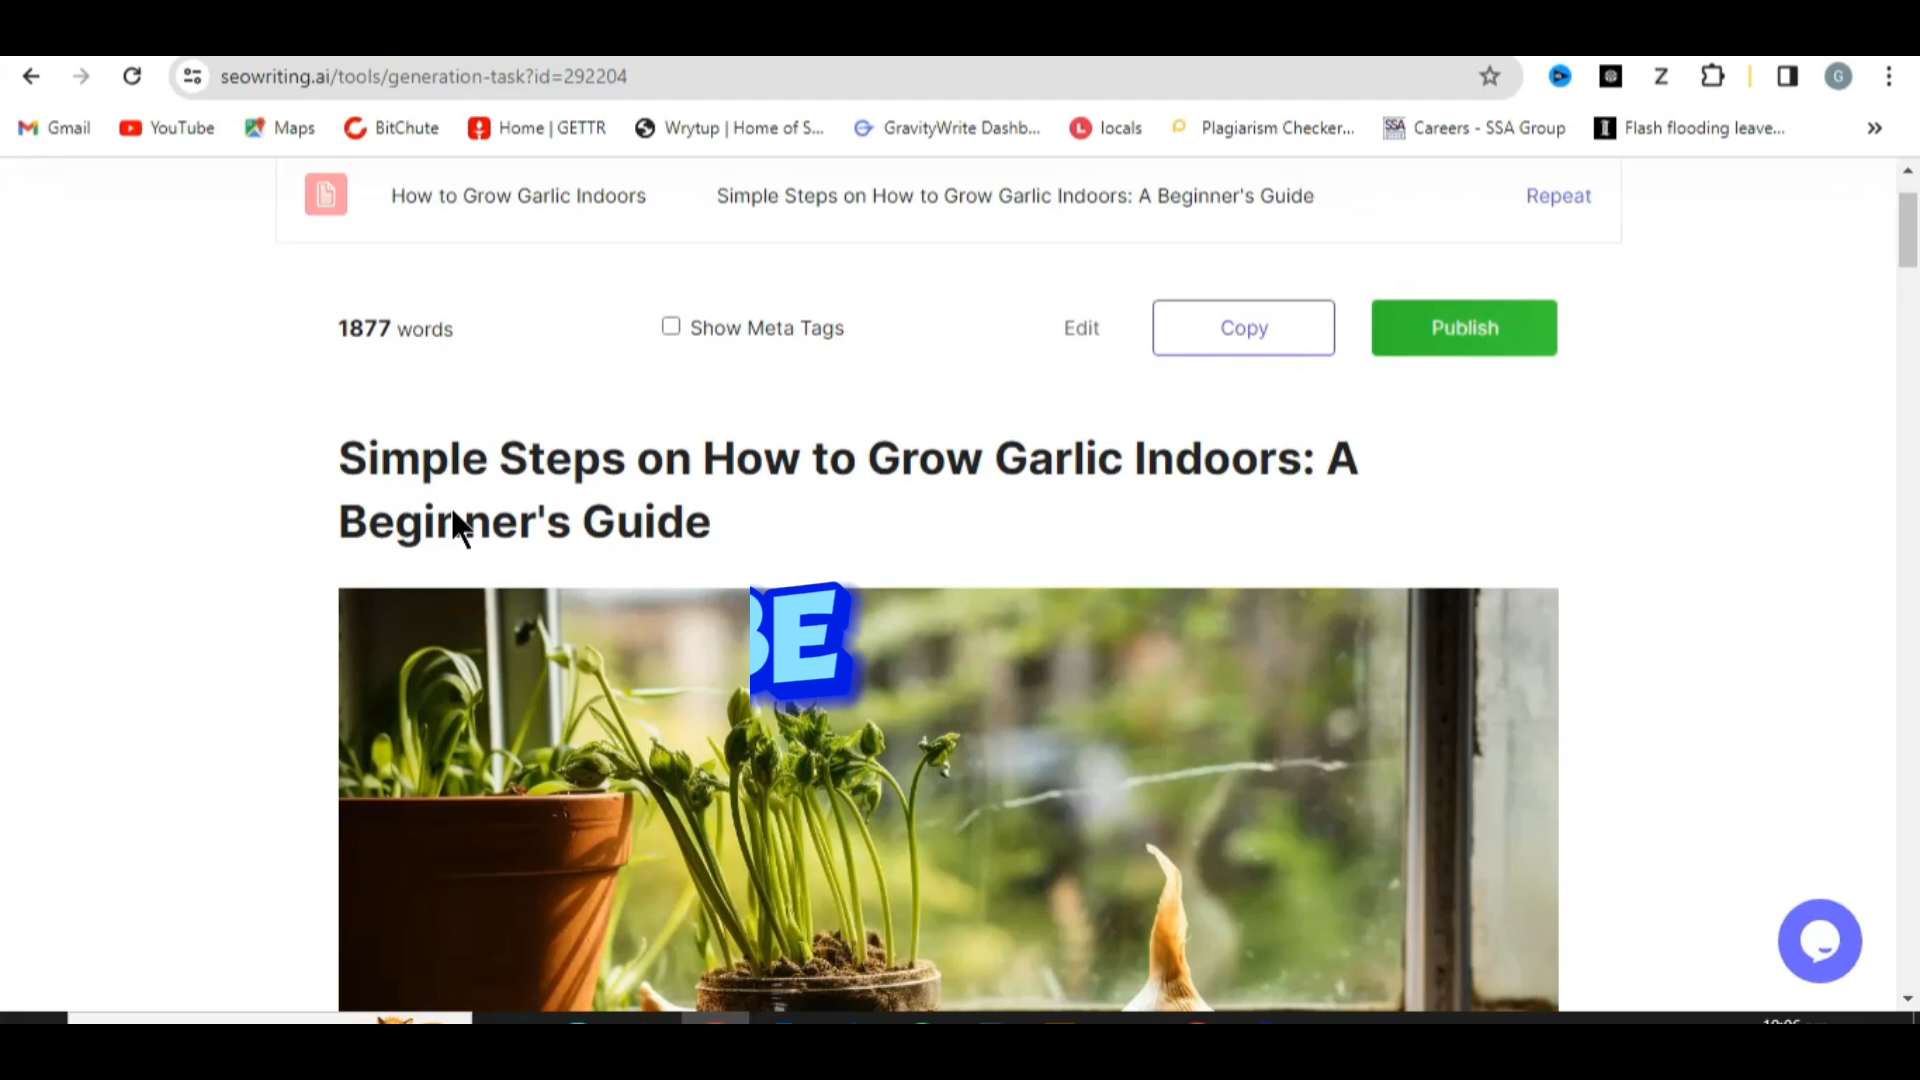 seowriting.ai/tools/generation-task?id=292204
G
Gmail YouTube Maps BitChute Home | GETTR Wrytup | Home of S... GravityWrite Dashb... locals Plagiarism Checker... SSA Careers - SSA Group Flash flooding leave...
How to Grow Garlic Indoors Simple Steps on How to Grow Garlic Indoors: A Beginner's Guide Repeat
1877 words Show Meta Tags Edit Copy Publish
Simple Steps on How to Grow Garlic Indoors: A
Beginner's Guide
BE